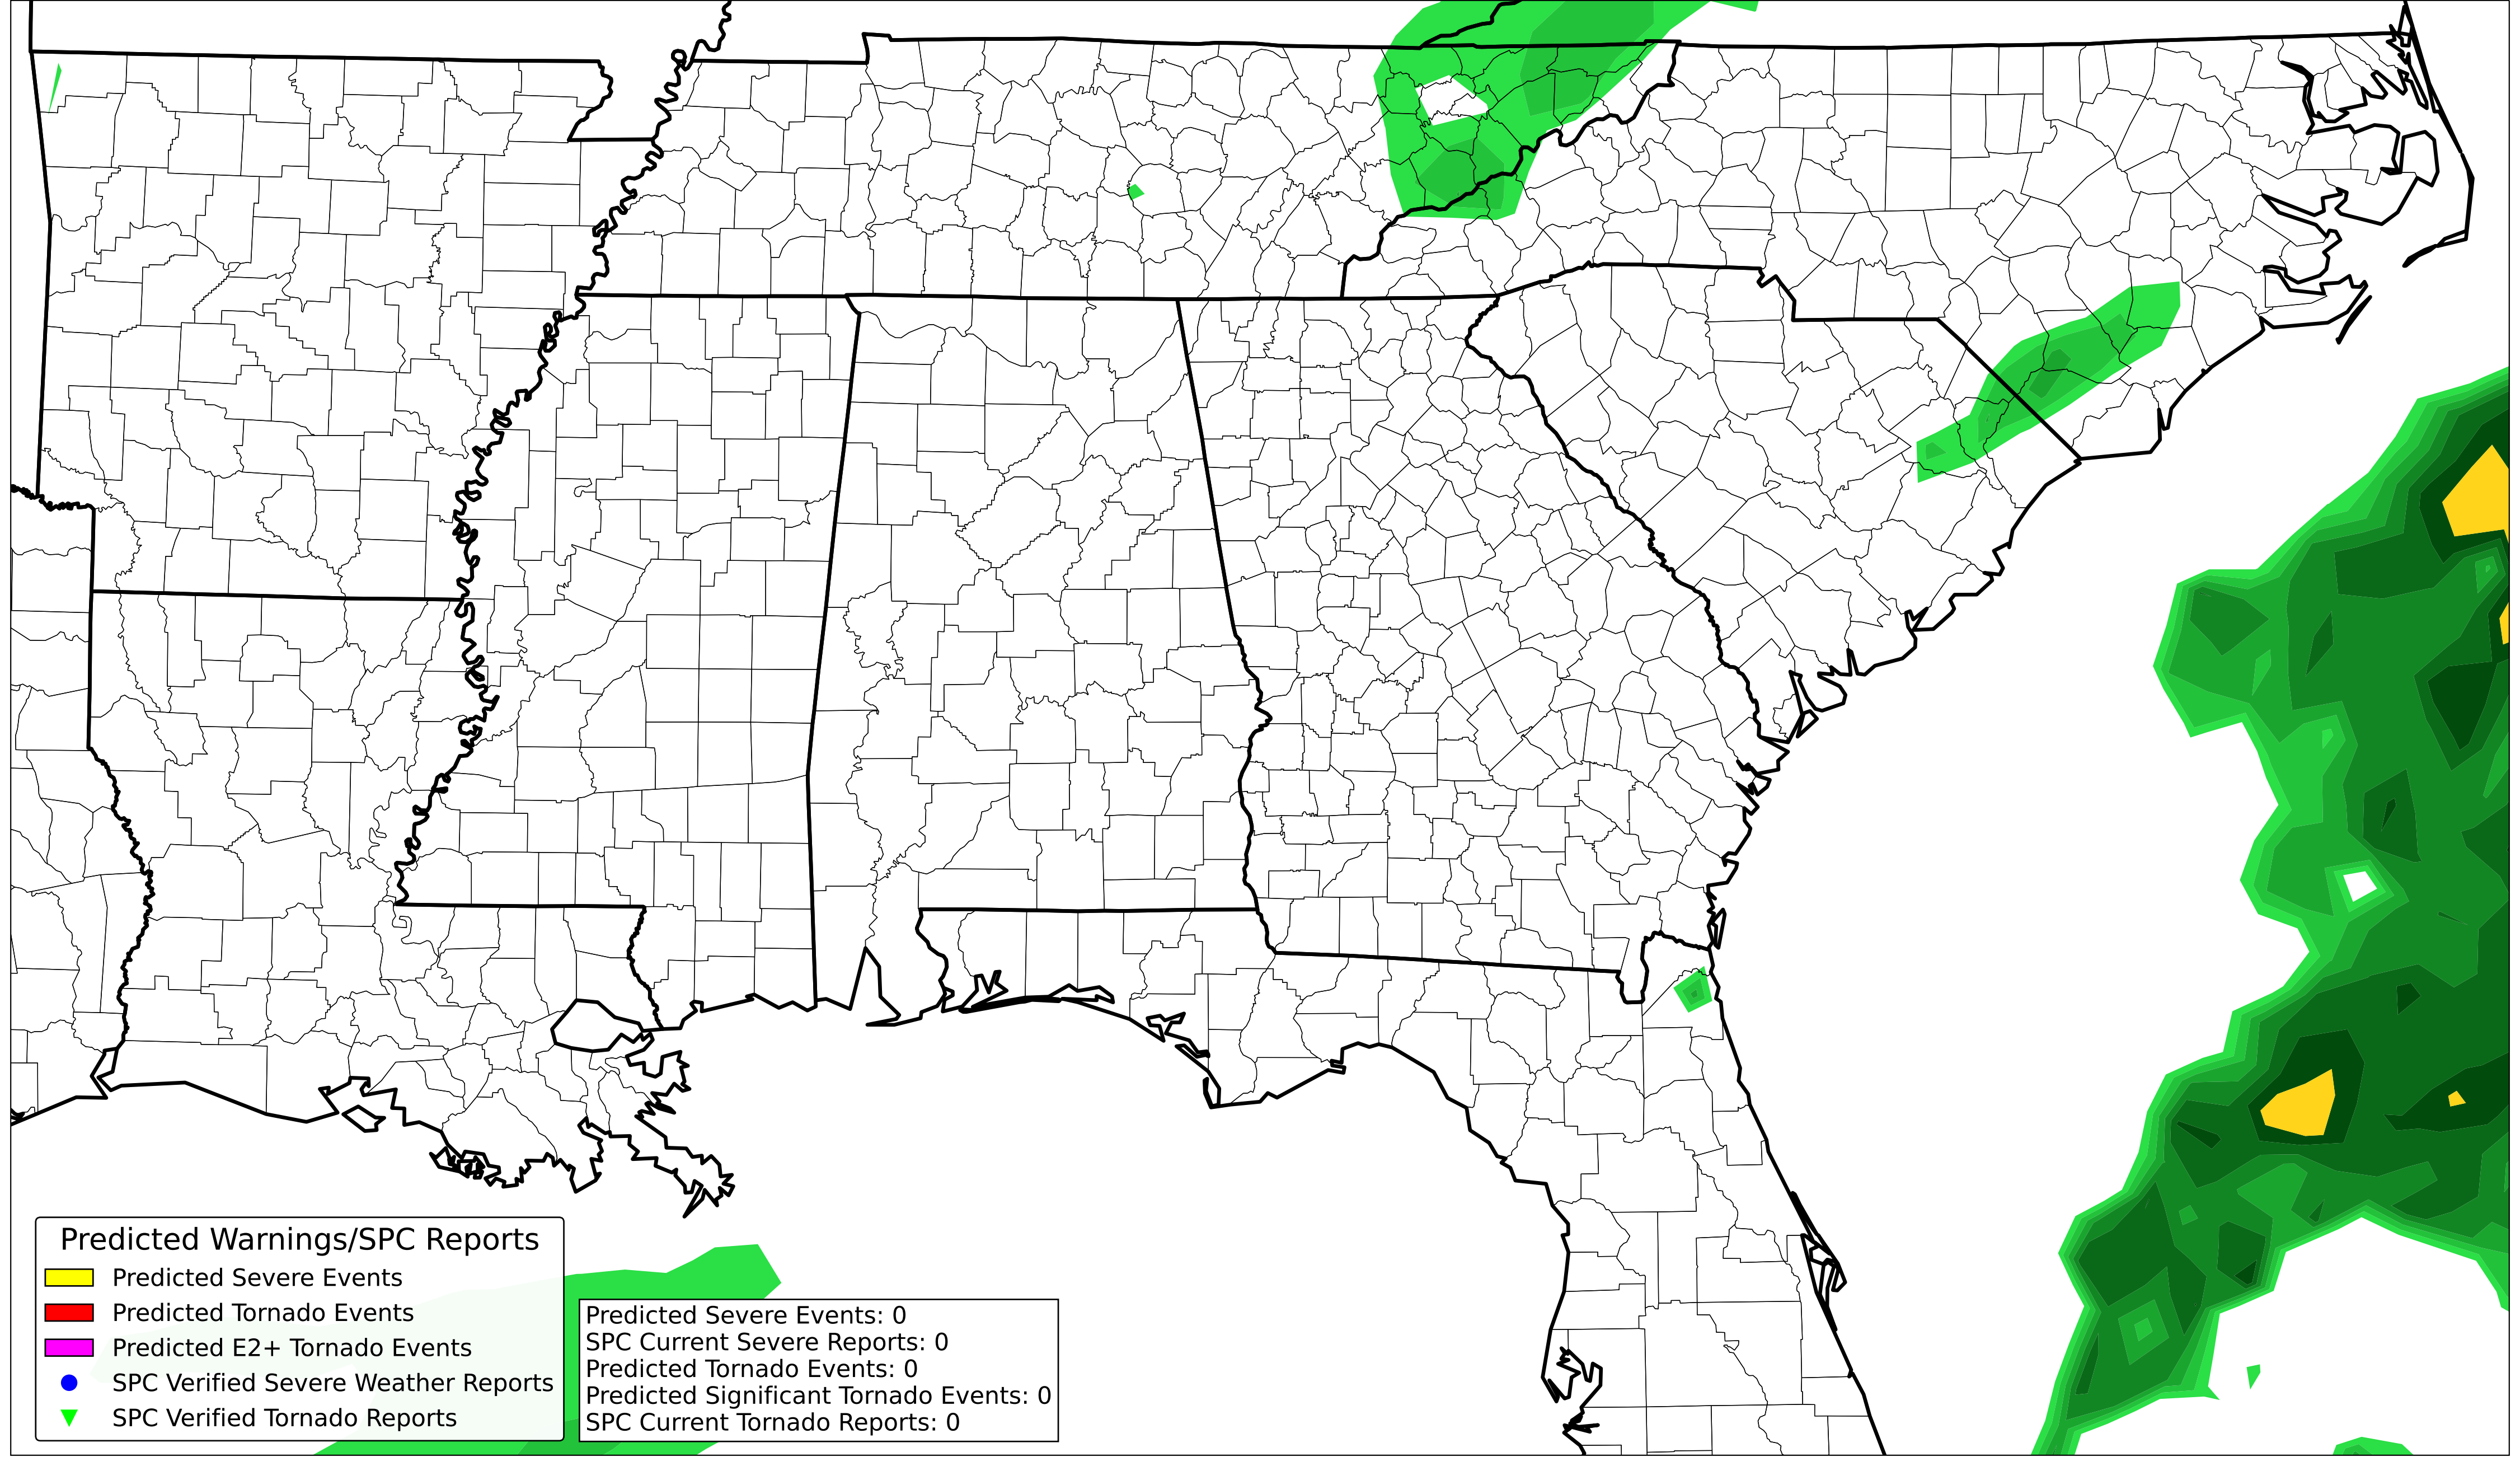 Predicted Warnings/SPC Reports
Predicted Severe Events
Predicted Tornado Events
Predicted E2+ Tornado Events
SPC Verified Severe Weather Reports
SPC Verified Tornado Reports
Predicted Severe Events: 0
SPC Current Severe Reports: 0
Predicted Tornado Events: 0
Predicted Significant Tornado Events: 0
SPC Current Tornado Reports: 0